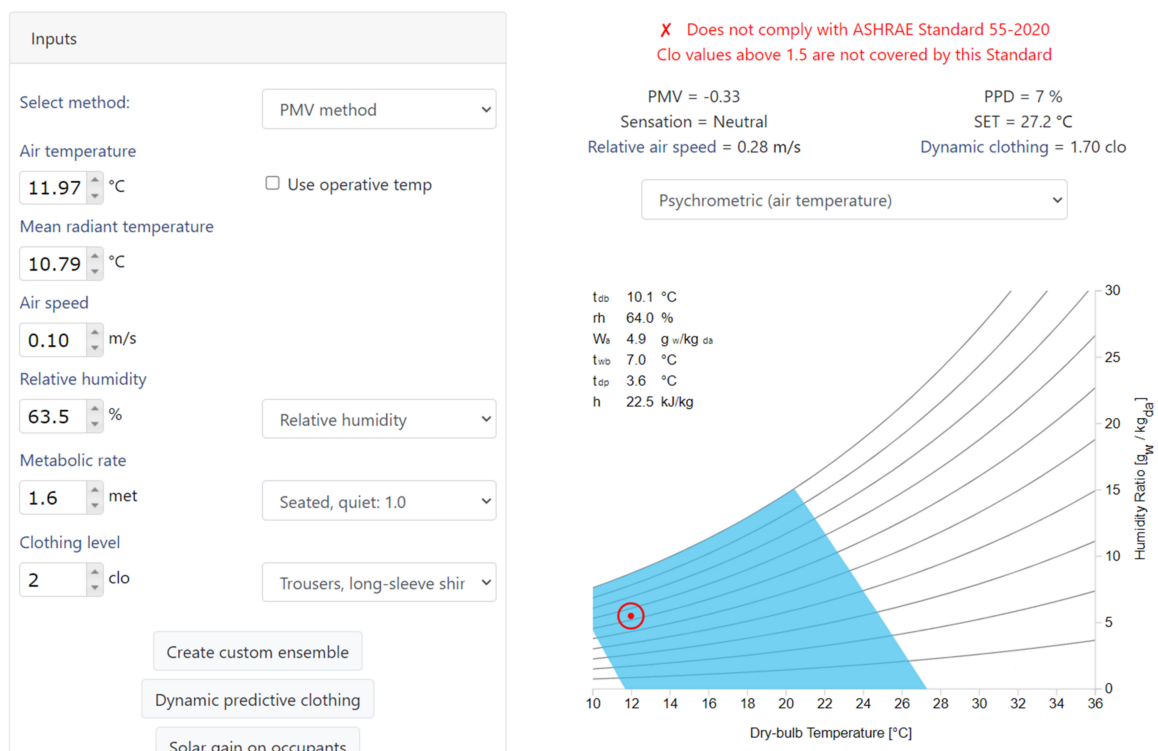 Inputs
Select method:
PMV method
Air temperature
11.97 °C
Use operative temp
Mean radiant temperature
10.79 °C
Air speed
0.10 m/s
Relative humidity
63.5 %
Relative humidity
Metabolic rate
1.6 met
Seated, quiet: 1.0
Clothing level
2 clo
Trousers, long-sleeve shir
Create custom ensemble
Dynamic predictive clothing
Solar gain on occupants
✗ Does not comply with ASHRAE Standard 55-2020
Clo values above 1.5 are not covered by this Standard
PMV = -0.33
PPD = 7 %
Sensation = Neutral
SET = 27.2 °C
Relative air speed = 0.28 m/s
Dynamic clothing = 1.70 clo
Psychrometric (air temperature)
tdb 10.1 °C
rh 64.0 %
Wa 4.9 g w/kg da
twb 7.0 °C
tdp 3.6 °C
h 22.5 kJ/kg
30
25
20
15
10
5
0
Humidity Ratio [gw / kgda]
10 12 14 16 18 20 22 24 26 28 30 32 34 36
Dry-bulb Temperature [°C]